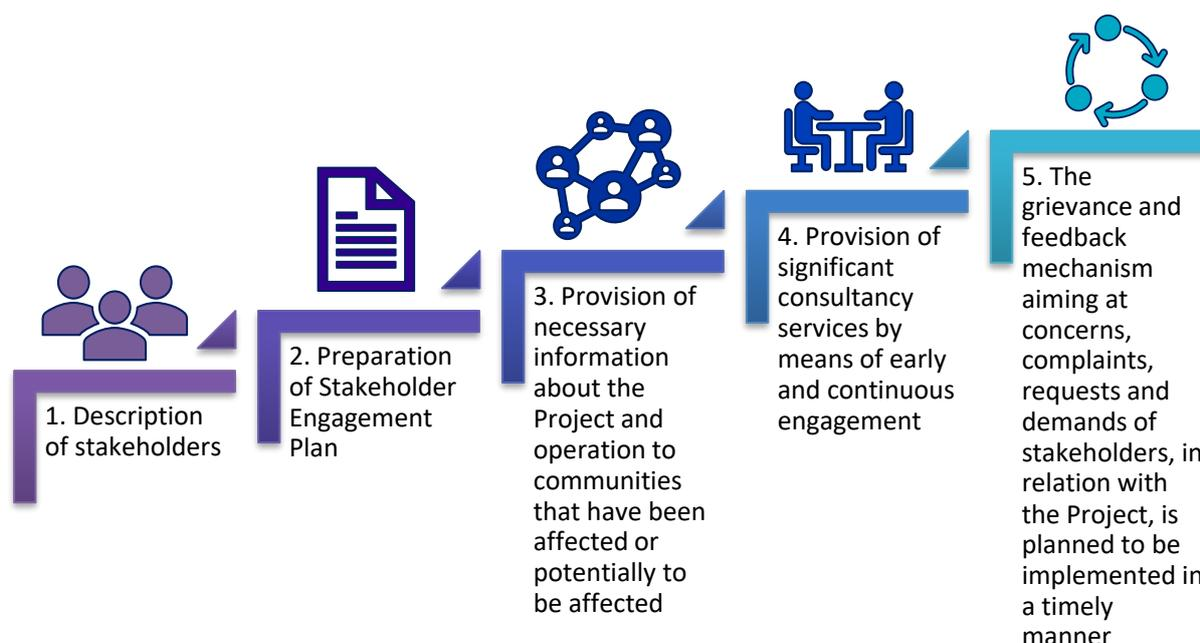 1. Description
of stakeholders
2. Preparation
of Stakeholder
Engagement
Plan
3. Provision of
necessary
information
about the
Project and
operation to
communities
that have been
affected or
potentially to
be affected
4. Provision of
significant
consultancy
services by
means of early
and continuous
engagement
5. The
grievance and
feedback
mechanism
aiming at
concerns,
complaints,
requests and
demands of
stakeholders, in
relation with
the Project, is
planned to be
implemented in
a timely
manner